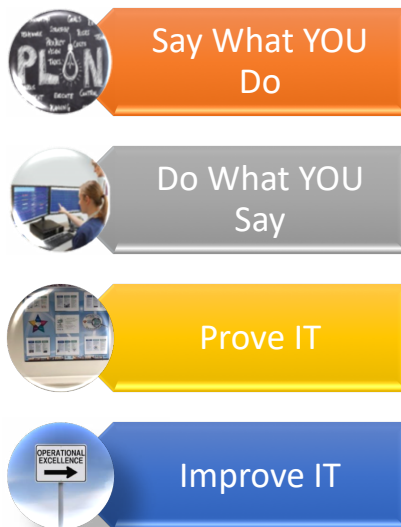 Say What YOU
Do
PLAN
Do What YOU
Say
Prove IT
OPERATIONAL
EXCELLENCE
Improve IT